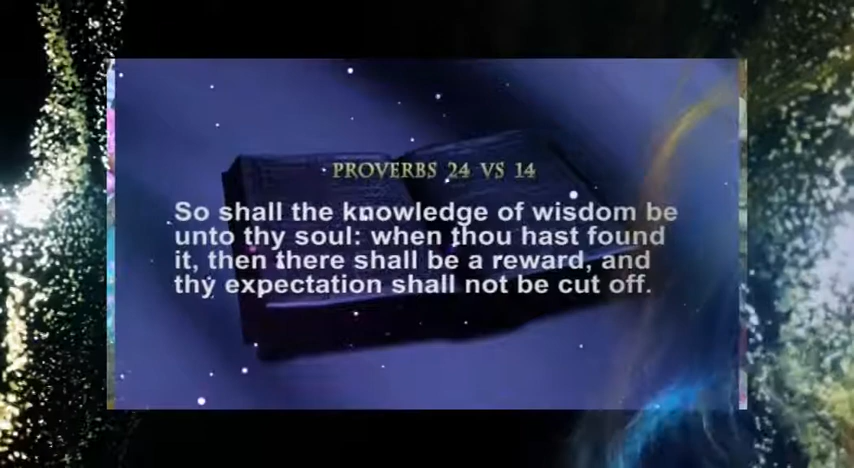 PROVERBS 24 VS 14
So shall the knowledge of wisdom be
unto thy soul: when thou hast found
it, then there shall be a reward, and
thy expectation shall not be cut off.